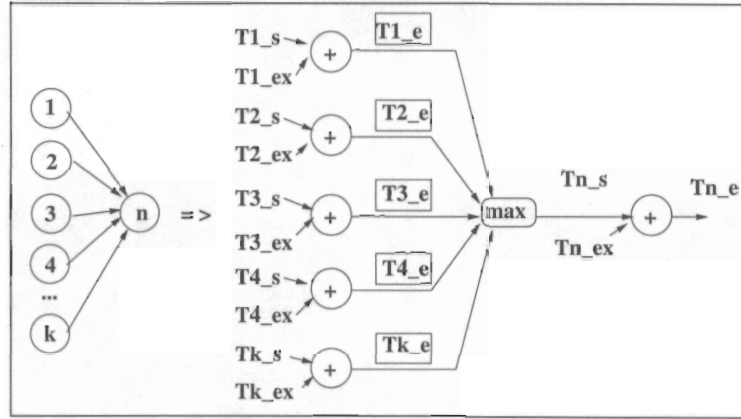 1
2
3
4
...
k
n
=>
T1_s
T1_ex
+
T1_e
T2_s
T2_ex
+
T2_e
T3_s
T3_ex
+
T3_e
T4_s
T4_ex
+
T4_e
Tk_s
Tk_ex
+
Tk_e
max
Tn_s
Tn_ex
+
Tn_e